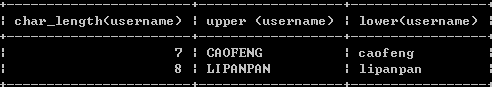 char_length(username) upper (username) lower(username)
7 CAOFENG caofeng
8 LIPANPAN lipanpan